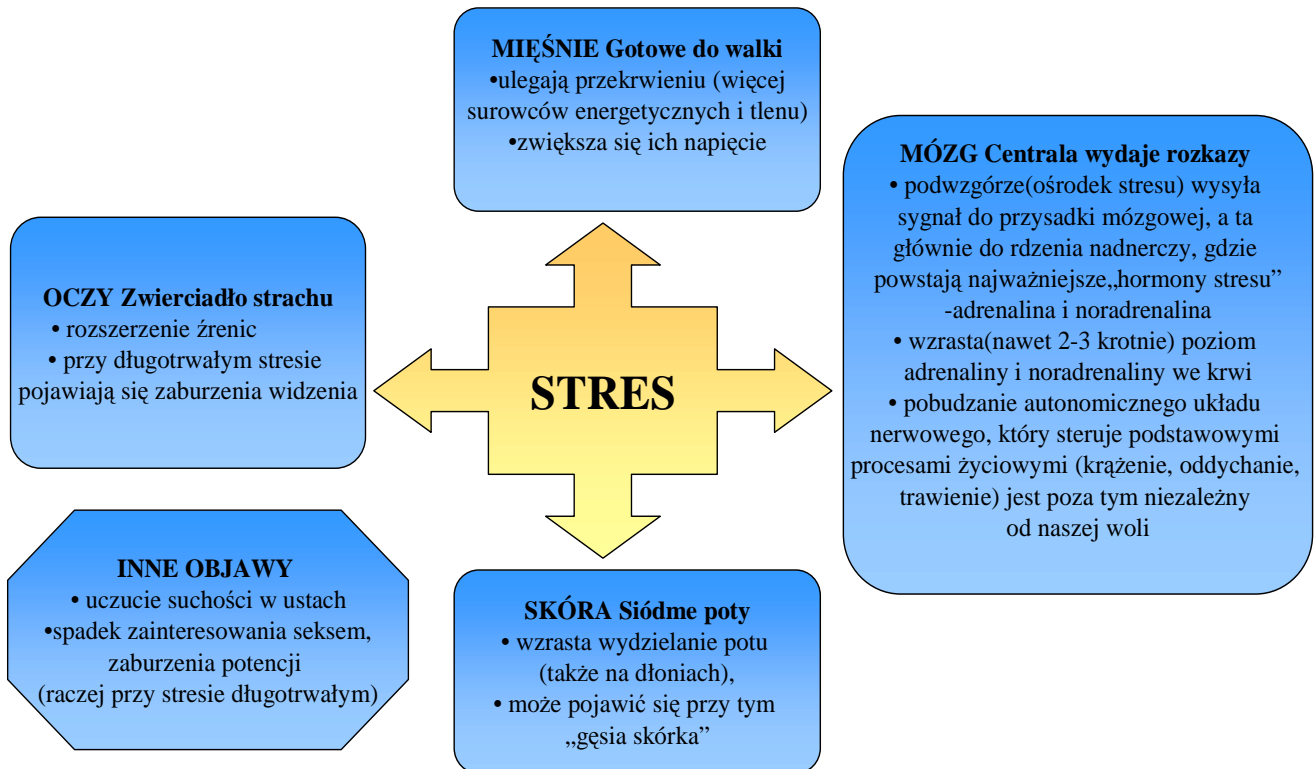 MIĘŚNIE Gotowe do walki
•ulegają przekrwieniu (więcej
surowców energetycznych i tlenu)
•zwiększa się ich napięcie
MÓZG Centrala wydaje rozkazy
• podwzgórze(ośrodek stresu) wysyła
sygnał do przysadki mózgowej, a ta
głównie do rdzenia nadnerczy, gdzie
powstają najważniejsze„hormony stresu”
-adrenalina i noradrenalina
• wzrasta(nawet 2-3 krotnie) poziom
adrenaliny i noradrenaliny we krwi
• pobudzanie autonomicznego układu
nerwowego, który steruje podstawowymi
procesami życiowymi (krążenie, oddychanie,
trawienie) jest poza tym niezależny
od naszej woli
OCZY Zwierciadło strachu
• rozszerzenie źrenic
• przy długotrwałym stresie
pojawiają się zaburzenia widzenia
STRES
INNE OBJAWY
• uczucie suchości w ustach
•spadek zainteresowania seksem,
zaburzenia potencji
(raczej przy stresie długotrwałym)
SKÓRA Siódme poty
• wzrasta wydzielanie potu
(także na dłoniach),
• może pojawić się przy tym
„gęsia skórka”